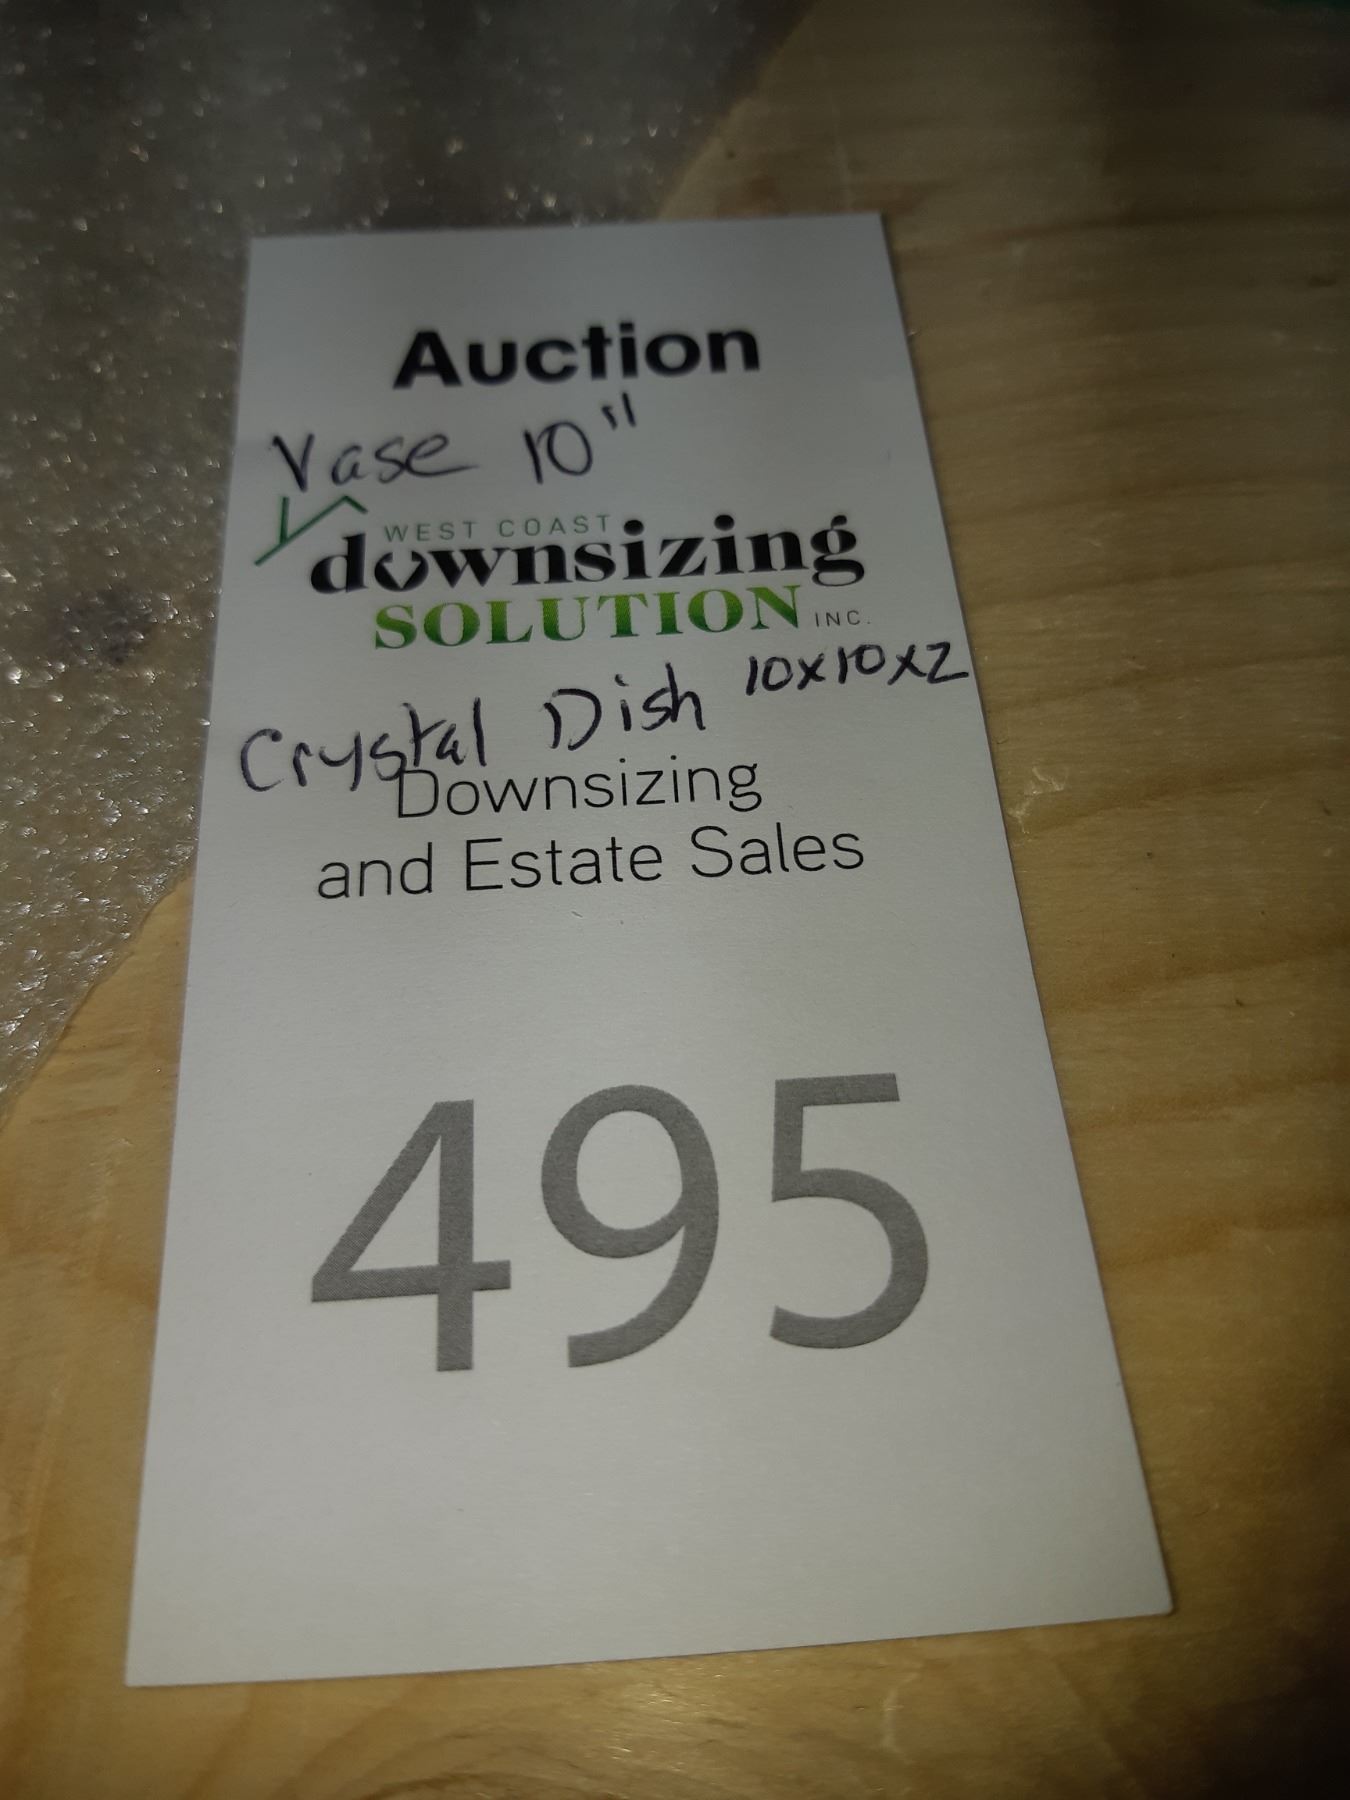 Auction
Vase 10"
WEST COAST
downsizing
SOLUTION INC.
Crystal Dish 10x10x2
Downsizing
and Estate Sales
495